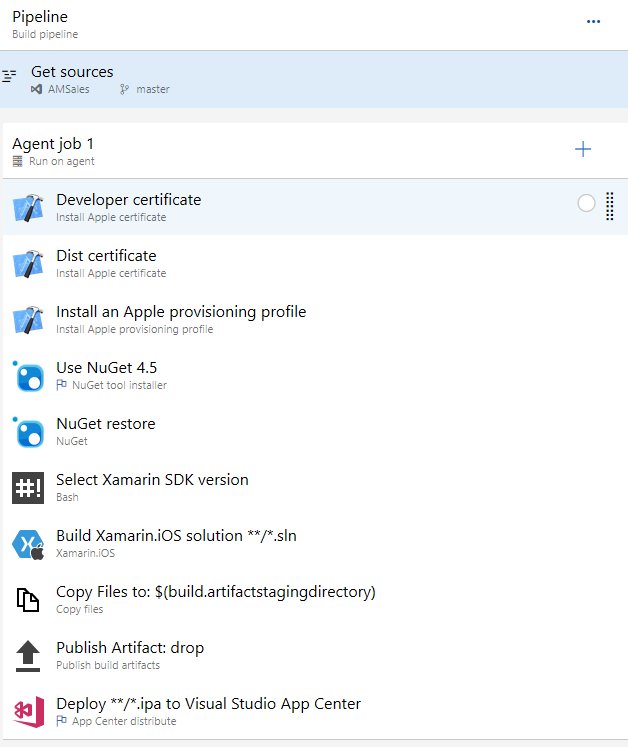 Pipeline
Build pipeline
Get sources
AMSales master
Agent job 1
Run on agent
Developer certificate
Install Apple certificate
Dist certificate
Install Apple certificate
Install an Apple provisioning profile
Install Apple provisioning profile
Use NuGet 4.5
NuGet tool installer
NuGet restore
NuGet
Select Xamarin SDK version
Bash
Build Xamarin.iOS solution **/*.sln
Xamarin.iOS
Copy Files to: $(build.artifactstagingdirectory)
Copy files
Publish Artifact: drop
Publish build artifacts
Deploy **/*.ipa to Visual Studio App Center
App Center distribute